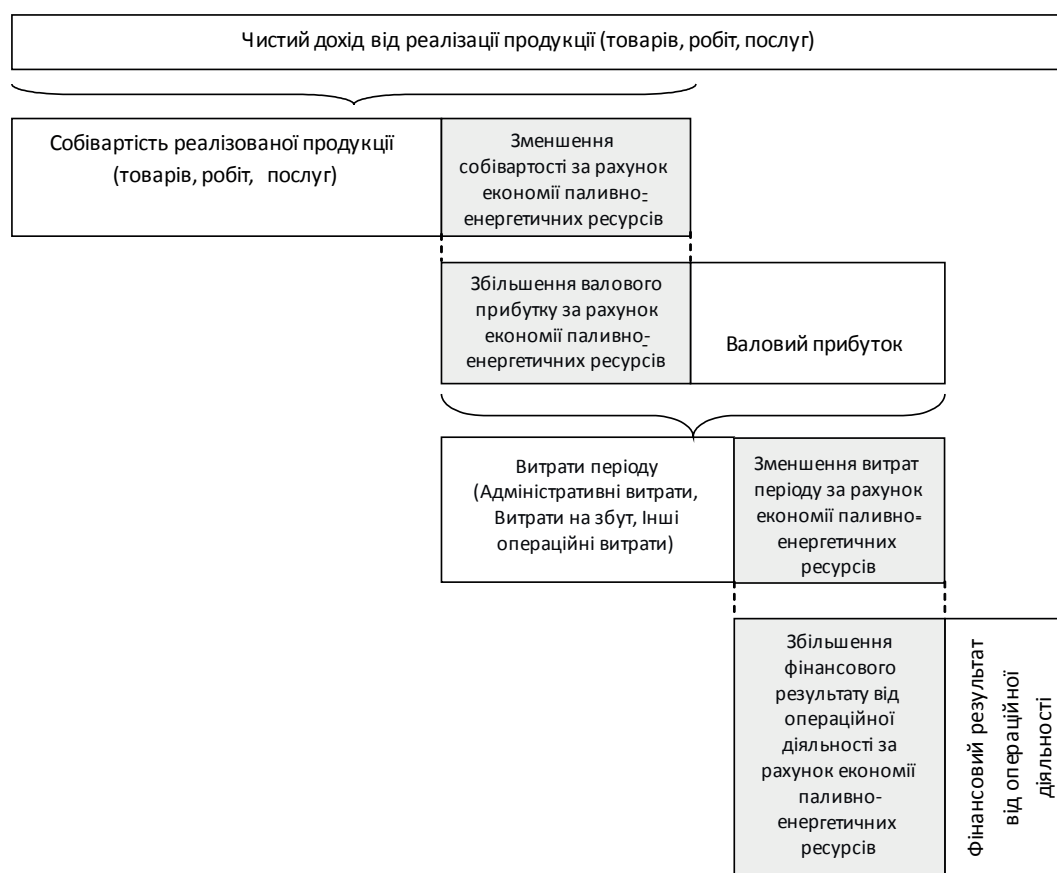 Чистий дохід від реалізації продукції (товарів, робіт, послуг)
Собівартість реалізованої продукції
(товарів, робіт, послуг)
Зменшення
собівартості за рахунок
економії паливно-
енергетичних ресурсів
Збільшення валового
прибутку за рахунок
економії паливно-
енергетичних ресурсів
Валовий прибуток
Витрати періоду
(Адміністративні витрати,
Витрати на збут, Інші
операційні витрати)
Зменшення витрат
періоду за рахунок
економії паливно-
енергетичних
ресурсів
Збільшення
фінансового
результату від
операційної
діяльності за
рахунок економії
паливно-
енергетичних
ресурсів
Фінансовий результат
від операційної
діяльності